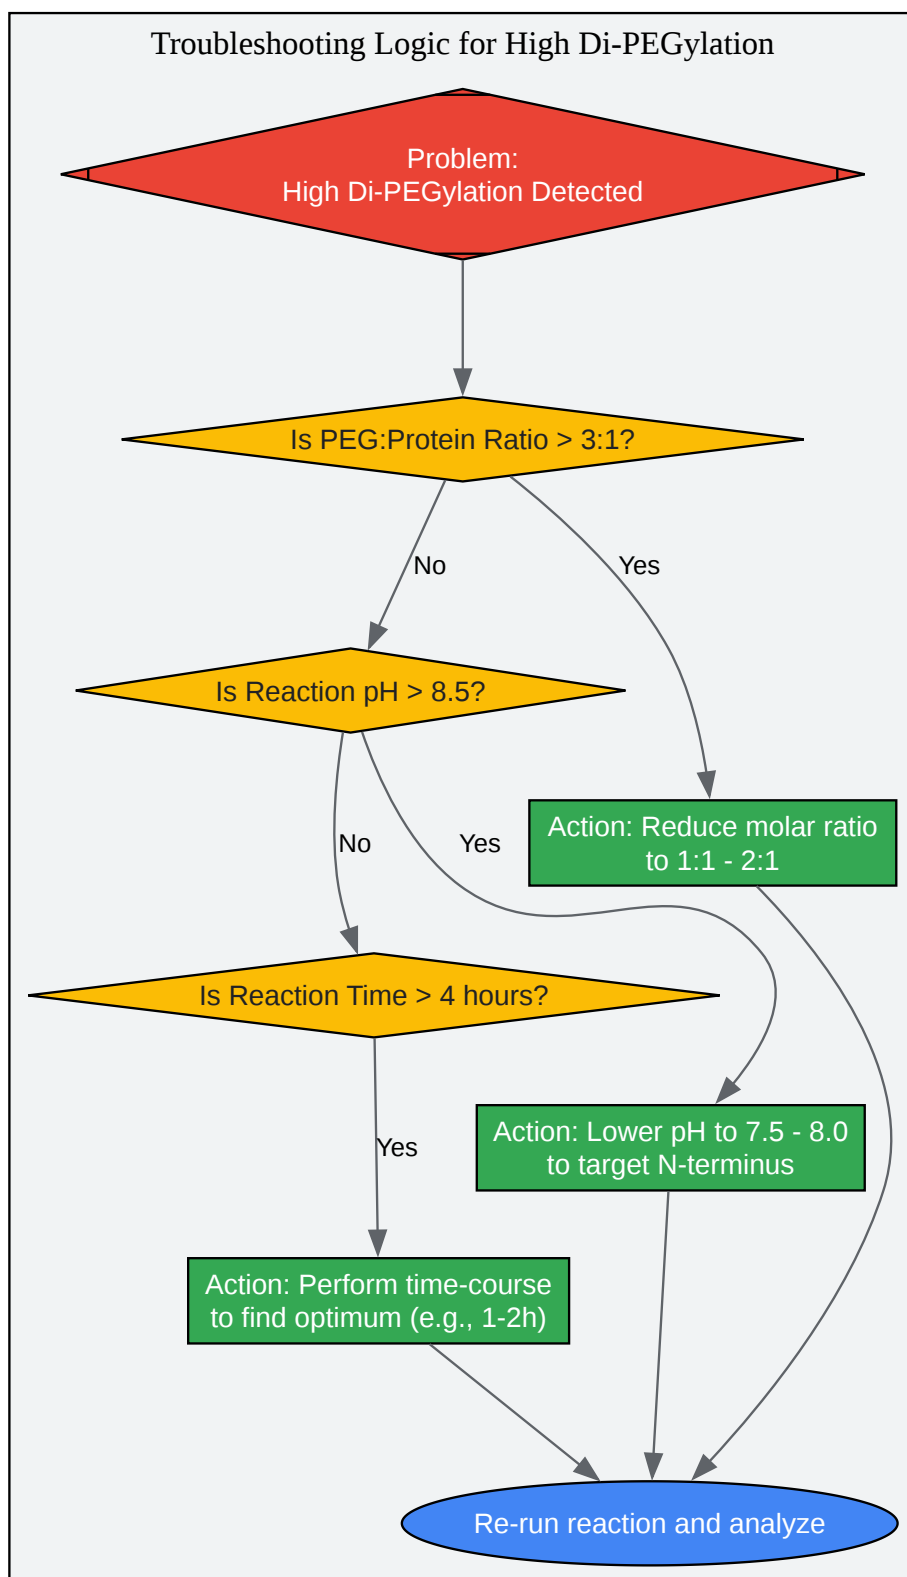 Troubleshooting Logic for High Di-PEGylation
Problem:
High Di-PEGylation Detected
Is PEG:Protein Ratio > 3:1?
No
Yes
Is Reaction pH > 8.5?
Action: Reduce molar ratio
to 1:1 - 2:1
No
Yes
Is Reaction Time > 4 hours?
Action: Lower pH to 7.5 - 8.0
to target N-terminus
Yes
Action: Perform time-course
to find optimum (e.g., 1-2h)
Re-run reaction and analyze